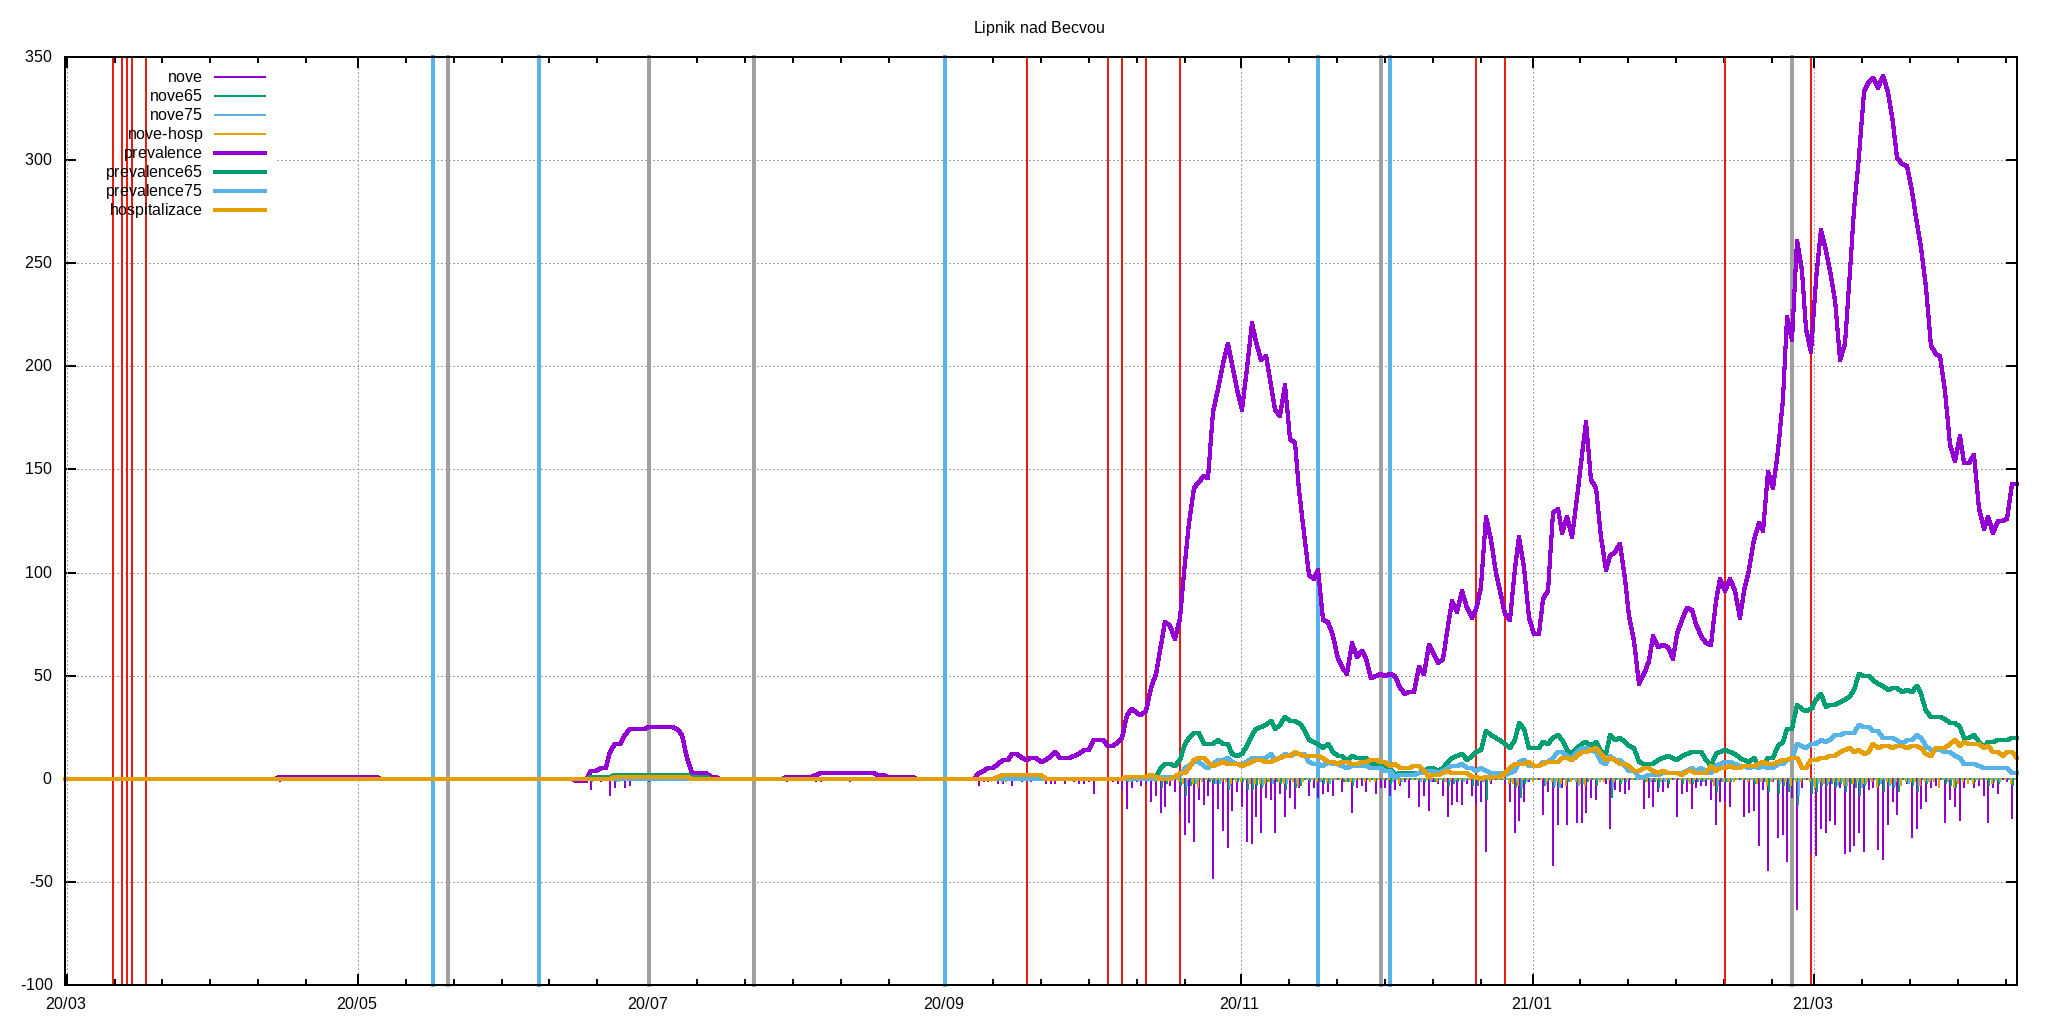 Lipnik nad Becvou
350
300
250
200
150
100
50
0
-50
-100
nove
nove65
nove75
nove-hosp
prevalence
prevalence65
prevalence75
hospitalizace
20/03 20/05 20/07 20/09 20/11 21/01 21/03